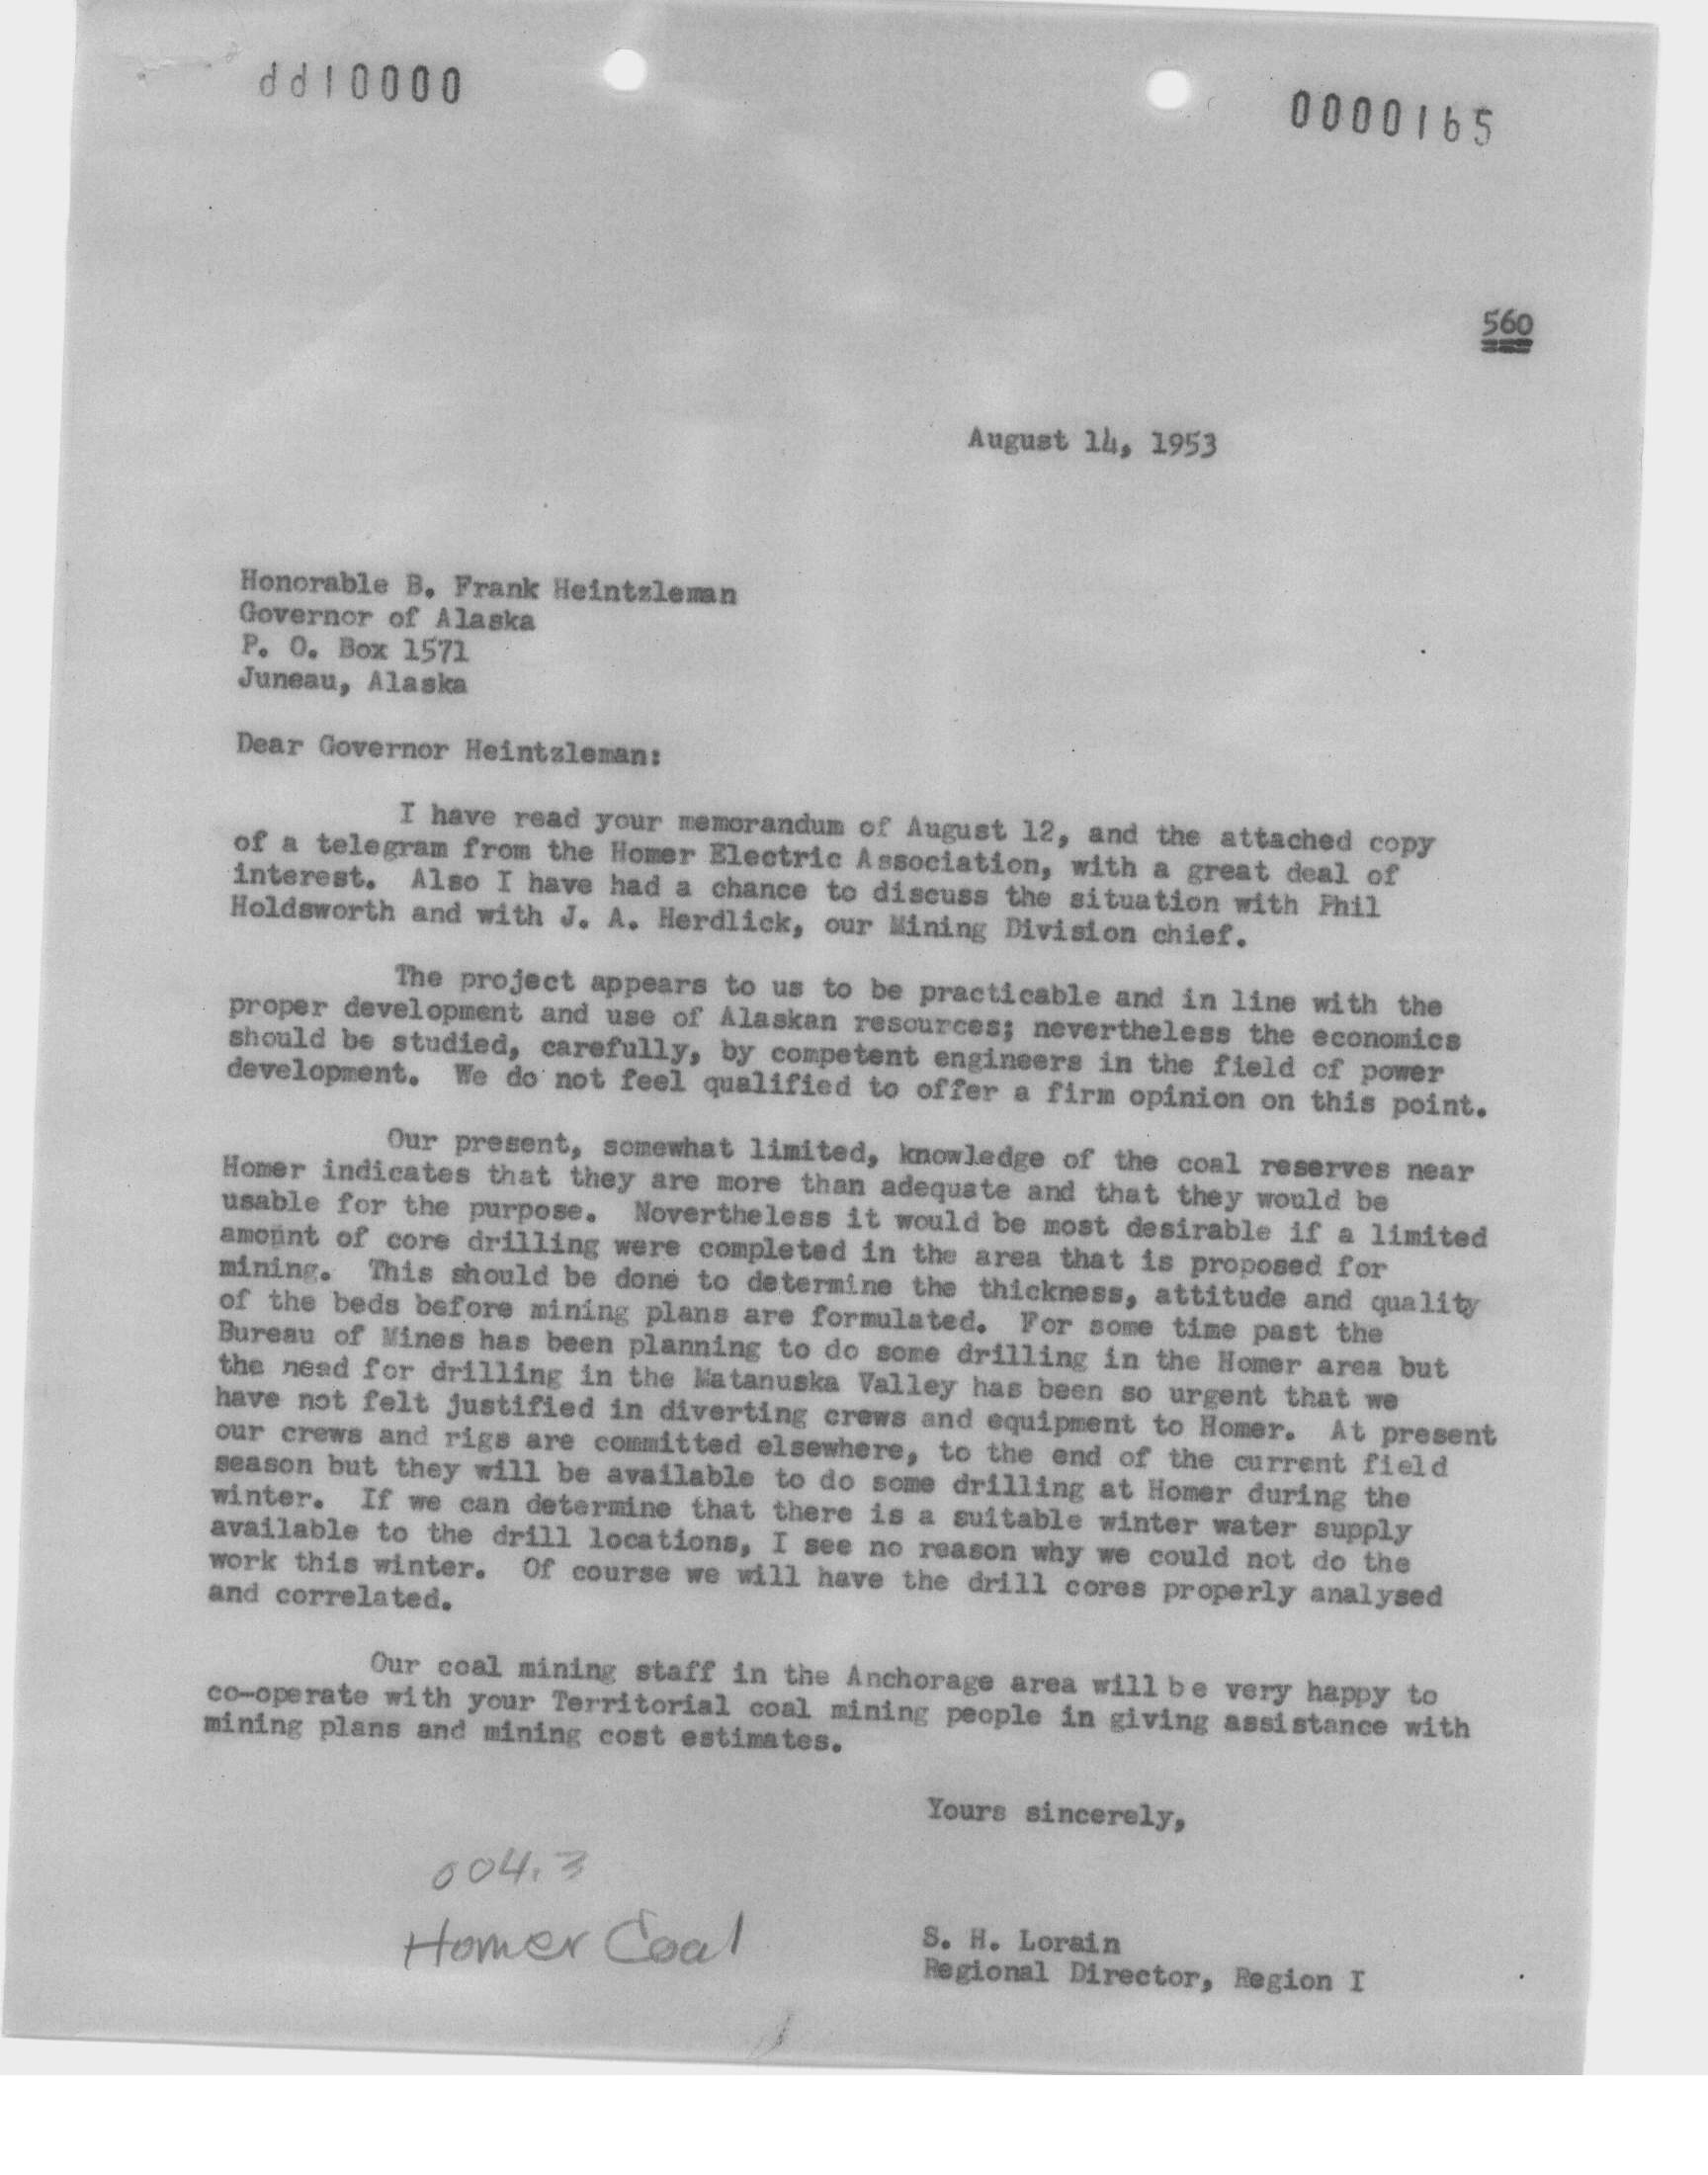 0000165
560
August 14, 1953
Honorable B. Frank Heintzleman
Governor of Alaska
P. O. Box 1571
Juneau, Alaska
Dear Governor Heintzleman:
I have read your memorandum of August 12, and the attached copy
of a telegram from the Homer Electric Association, with a great deal of
interest. Also I have had a chance to discuss the situation with Phil
Holdsworth and with J. A. Herdlick, our Mining Division chief.
The project appears to us to be practicable and in line with the
proper development and use of Alaskan resources; nevertheless the economics
should be studied, carefully, by competent engineers in the field of power
development. We do not feel qualified to offer a firm opinion on this point.
Our present, somewhat limited, knowledge of the coal reserves near
Homer indicates that they are more than adequate and that they would be
usable for the purpose. Novertheless it would be most desirable if a limited
amount of core drilling were completed in the area that is proposed for
mining. This should be done to determine the thickness, attitude and quality
of the beds before mining plans are formulated. For some time past the
Bureau of Mines has been planning to do some drilling in the Homer area but
the need for drilling in the Matanuska Valley has been so urgent that we
have not felt justified in diverting crews and equipment to Homer. At present
our crews and rigs are committed elsewhere, to the end of the current field
season but they will be available to do some drilling at Homer during the
winter. If we can determine that there is a suitable winter water supply
available to the drill locations, I see no reason why we could not do the
work this winter. Of course we will have the drill cores properly analysed
and correlated.
Our coal mining staff in the Anchorage area will be very happy to
co-operate with your Territorial coal mining people in giving assistance with
mining plans and mining cost estimates.
Yours sincerely,
004.3
Homer Coal
S. H. Lorain
Regional Director, Region I